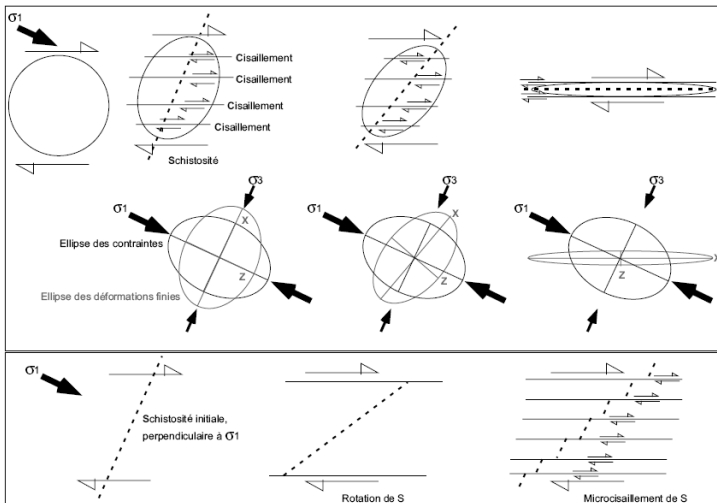 σ1
Cisaillement
Cisaillement
Cisaillement
Cisaillement
Schistosité
σ1
σ3
X
Z
Ellipse des contraintes
Ellipse des déformations finies
σ1
σ3
X
Z
σ1
σ3
X
Z
σ1
Schistosité initiale,
perpendiculaire à σ1
Rotation de S
Microcisaillement de S